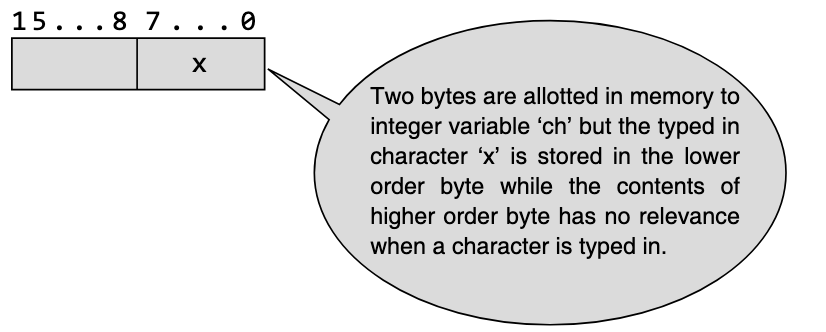 15...8 7...0
x
Two bytes are allotted in memory to
integer variable ‘ch’ but the typed in
character ‘x’ is stored in the lower
order byte while the contents of
higher order byte has no relevance
when a character is typed in.